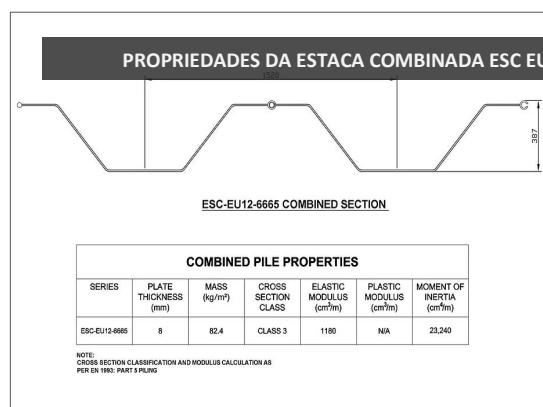 PROPRIEDADES DA ESTACA COMBINADA ESC EU
387
ESC-EU12-6665 COMBINED SECTION
COMBINED PILE PROPERTIES
SERIES PLATE THICKNESS (mm) MASS (kg/m²) CROSS SECTION CLASS ELASTIC MODULUS (cm³/m) PLASTIC MODULUS (cm³/m) MOMENT OF INERTIA (cm⁴/m)
ESC-EU12-6665 8 82.4 CLASS 3 1180 N/A 23,240
NOTE:
CROSS SECTION CLASSIFICATION AND MODULUS CALCULATION AS
PER EN 1993: PART 5 PILING